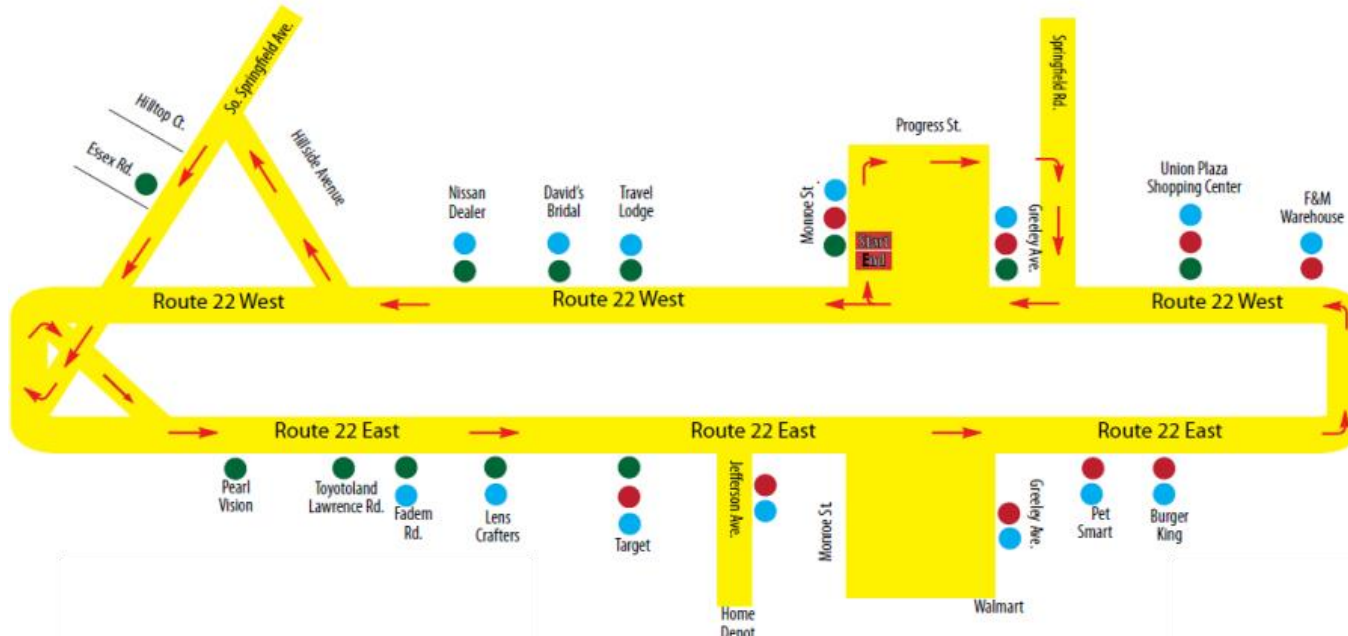 So. Springfield Ave.
Springfield Rd.
Hilltop Ct.
Essex Rd.
Hillside Avenue
Progress St.
Union Plaza
Shopping Center
F&M
Warehouse
Nissan
Dealer
David's
Bridal
Travel
Lodge
Monroe St.
Start
End
Greeley Ave.
Route 22 West
Route 22 West
Route 22 West
Route 22 East
Route 22 East
Route 22 East
Pearl
Vision
Toyotoland
Lawrence Rd.
Fadem
Rd.
Lens
Crafters
Target
Jefferson Ave.
Home
Depot
Monroe St.
Greeley Ave.
Walmart
Pet
Smart
Burger
King